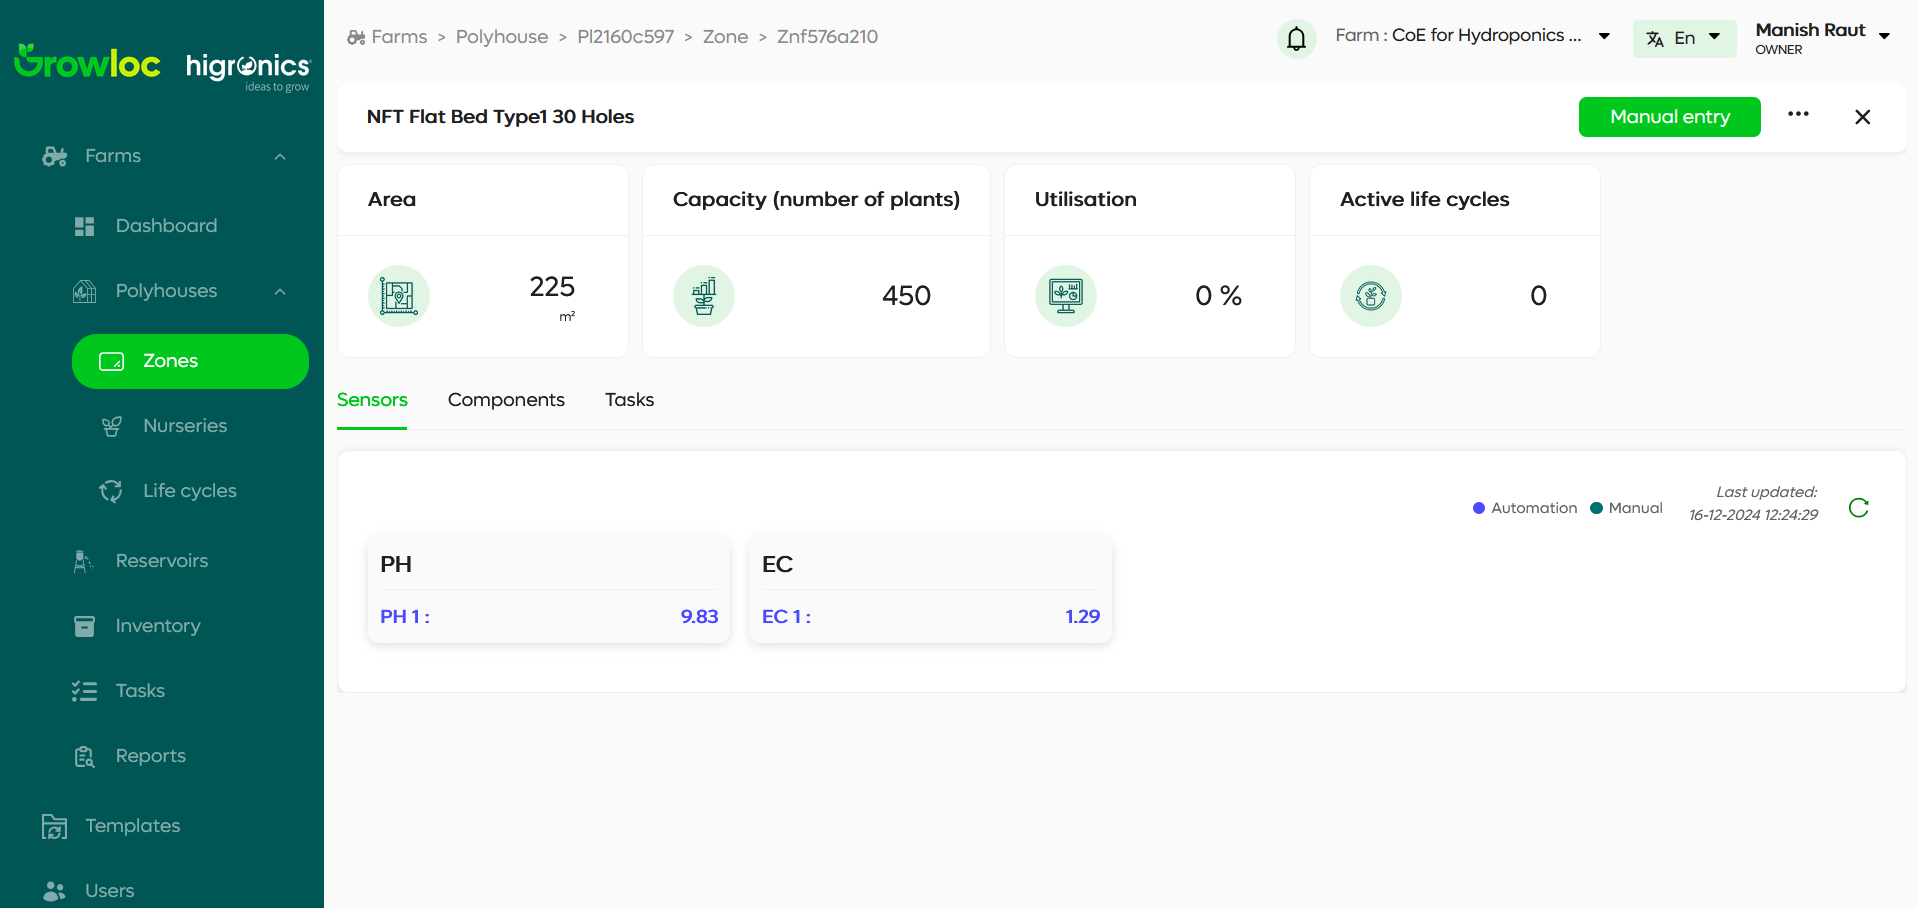 Growloc higronics
ideas to grow
Farms
Dashboard
Polyhouses
Zones
Nurseries
Life cycles
Reservoirs
Inventory
Tasks
Reports
Templates
Users
Farms > Polyhouse > Pl2160c597 > Zone > Znf576a210
Farm : CoE for Hydroponics ...
En
Manish Raut
OWNER
NFT Flat Bed Type1 30 Holes
Manual entry
Area
225
m²
Capacity (number of plants)
450
Utilisation
0 %
Active life cycles
0
Sensors Components Tasks
Automation Manual
Last updated:
16-12-2024 12:24:29
PH
PH 1 : 9.83
EC
EC 1 : 1.29